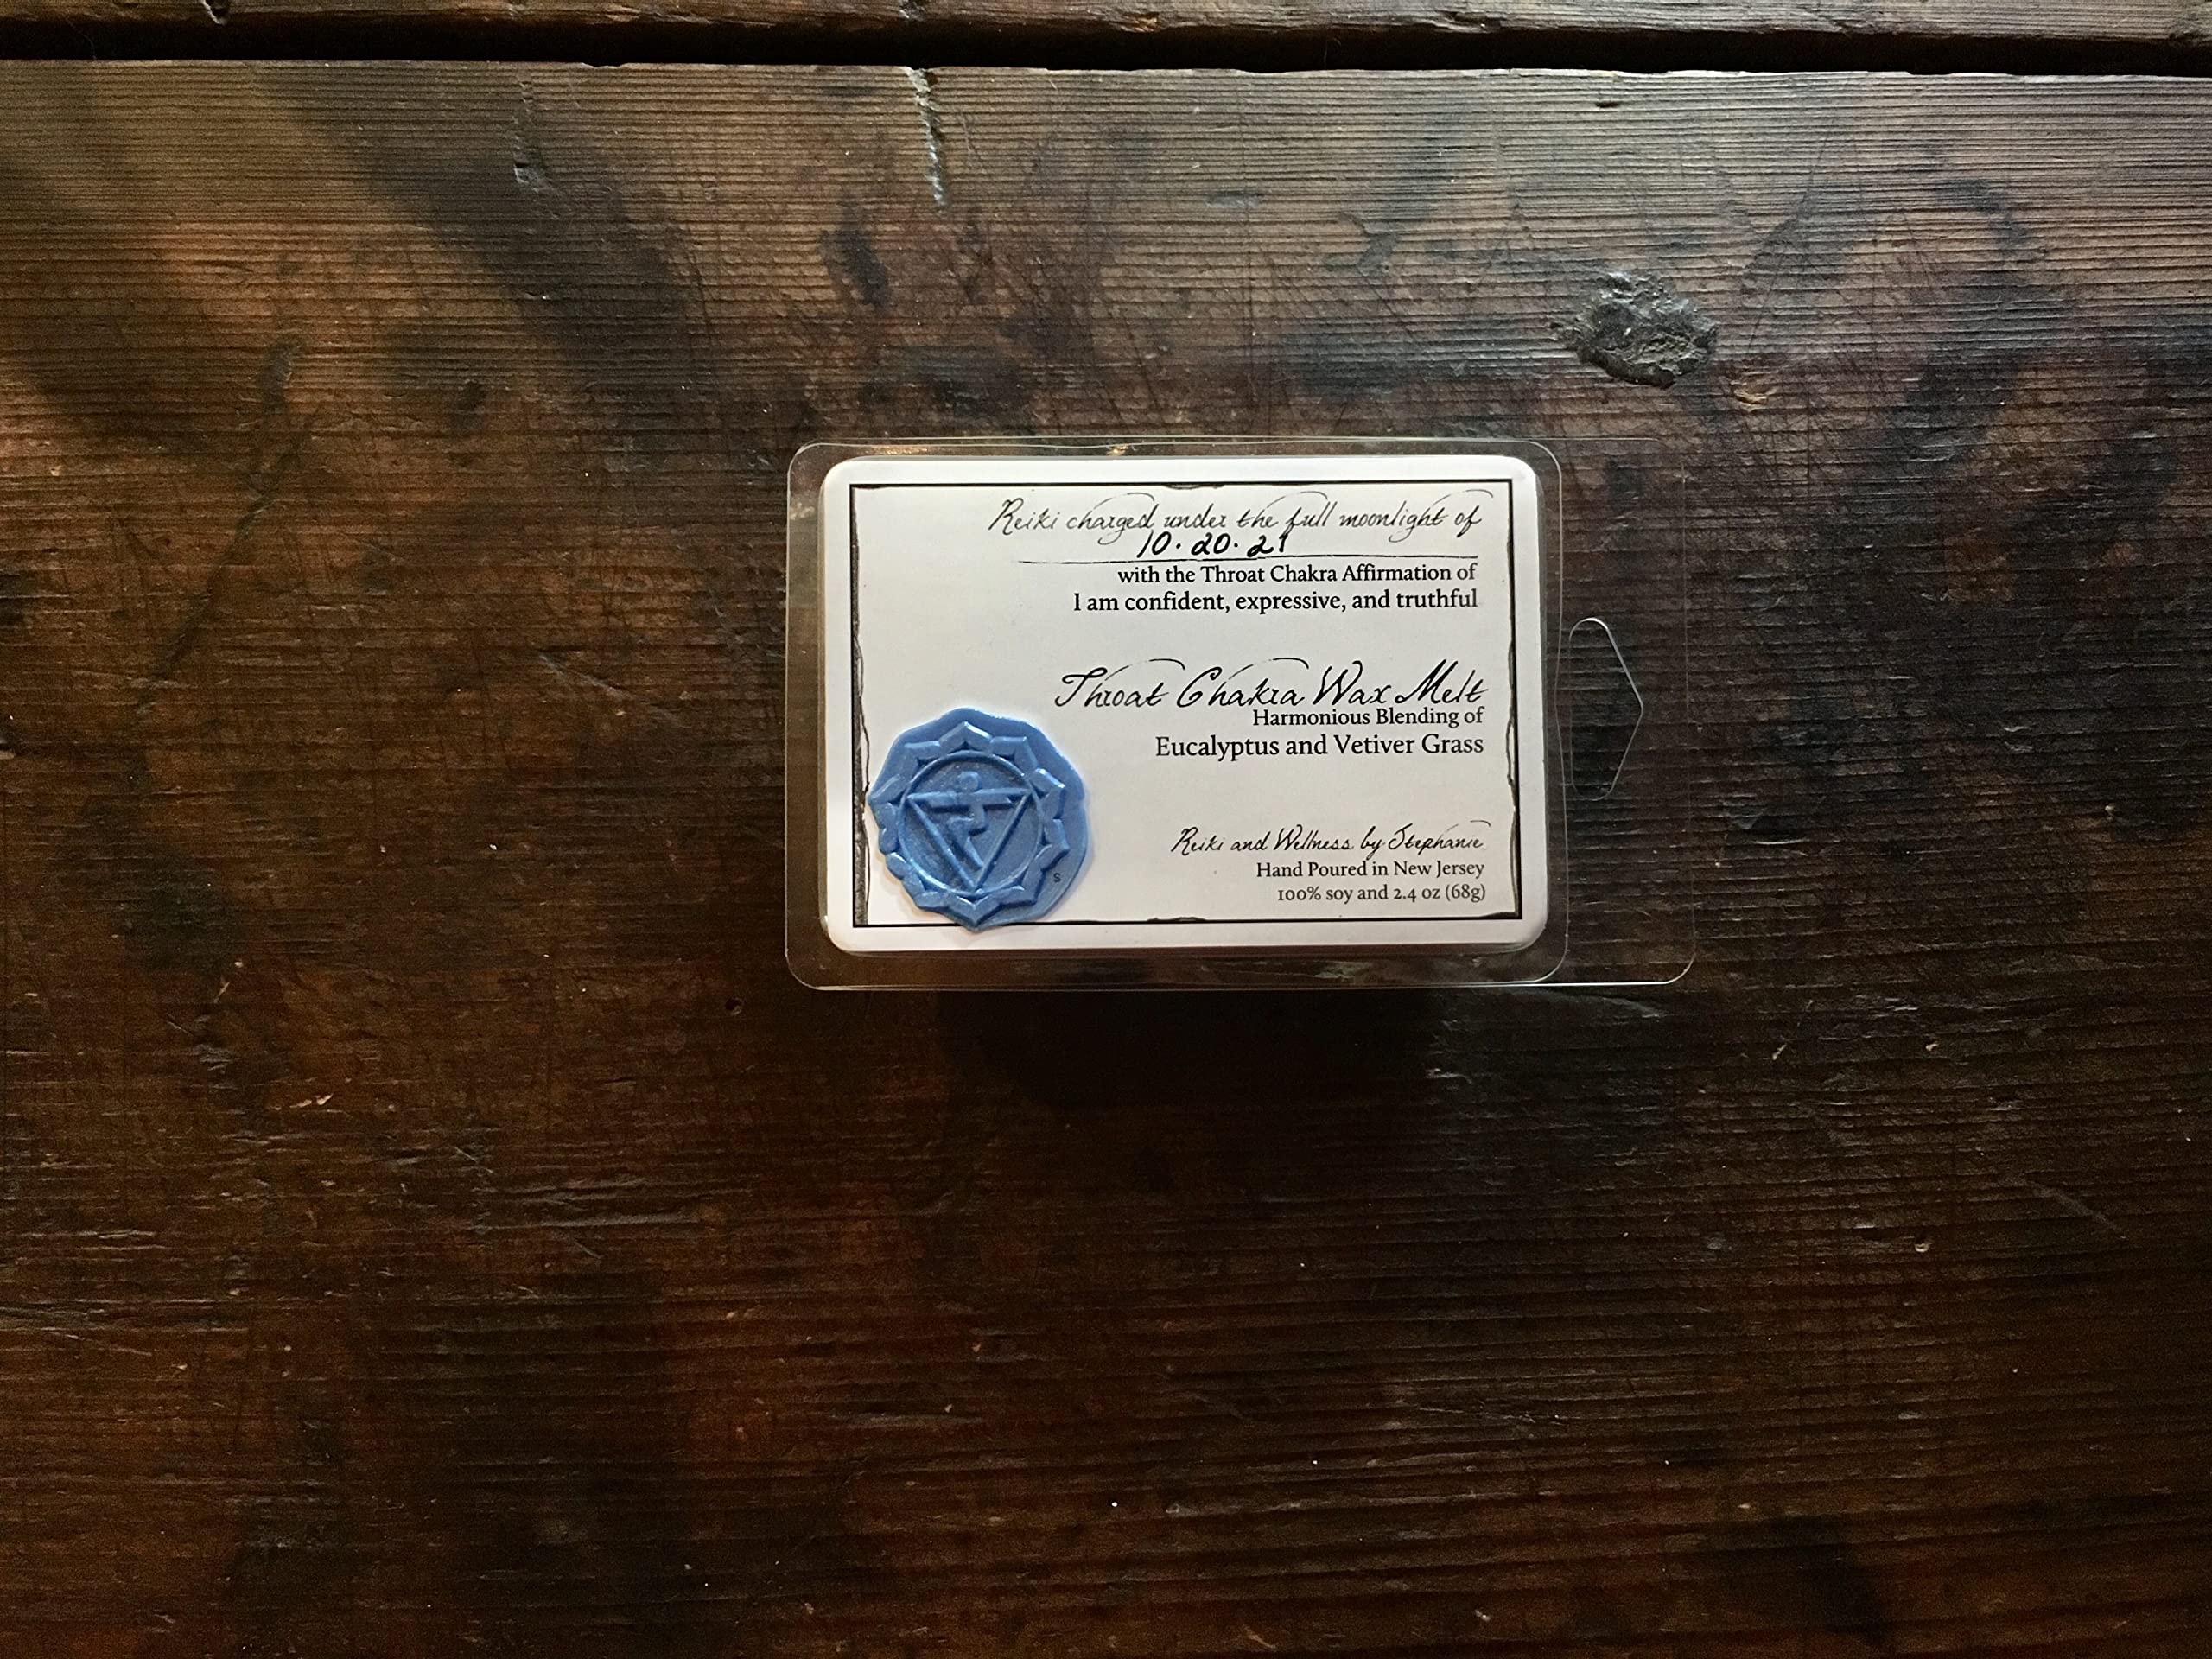 Reiki charged under the full moonlight of
10·20·21
with the Throat Chakra Affirmation of
I am confident, expressive, and truthful
Throat Chakra Wax Melt
Harmonious Blending of
Eucalyptus and Vetiver Grass
Reiki and Wellness by Stephanie
Hand Poured in New Jersey
100% soy and 2.4 oz (68g)
S